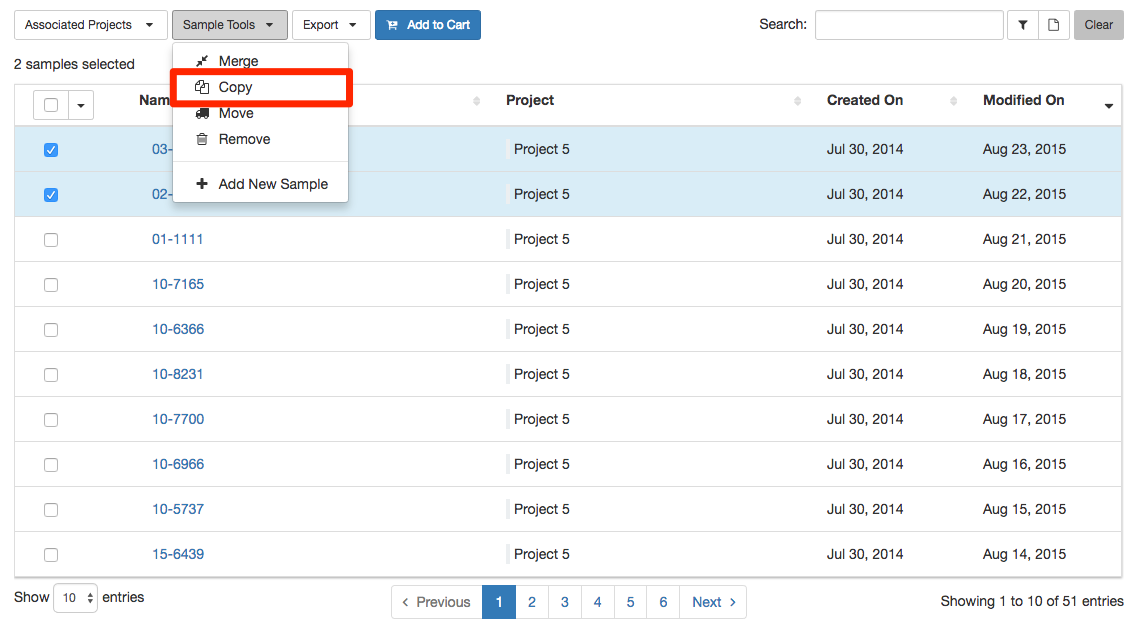 Associated Projects Sample Tools Export Add to Cart Search: Clear
Merge
2 samples selected
Copy
Project Created On Modified On
Move
Remove
03- Project 5 Jul 30, 2014 Aug 23, 2015
Add New Sample
02- Project 5 Jul 30, 2014 Aug 22, 2015
01-1111 Project 5 Jul 30, 2014 Aug 21, 2015
10-7165 Project 5 Jul 30, 2014 Aug 20, 2015
10-6366 Project 5 Jul 30, 2014 Aug 19, 2015
10-8231 Project 5 Jul 30, 2014 Aug 18, 2015
10-7700 Project 5 Jul 30, 2014 Aug 17, 2015
10-6966 Project 5 Jul 30, 2014 Aug 16, 2015
10-5737 Project 5 Jul 30, 2014 Aug 15, 2015
15-6439 Project 5 Jul 30, 2014 Aug 14, 2015
Show 10 entries Previous 1 2 3 4 5 6 Next Showing 1 to 10 of 51 entries